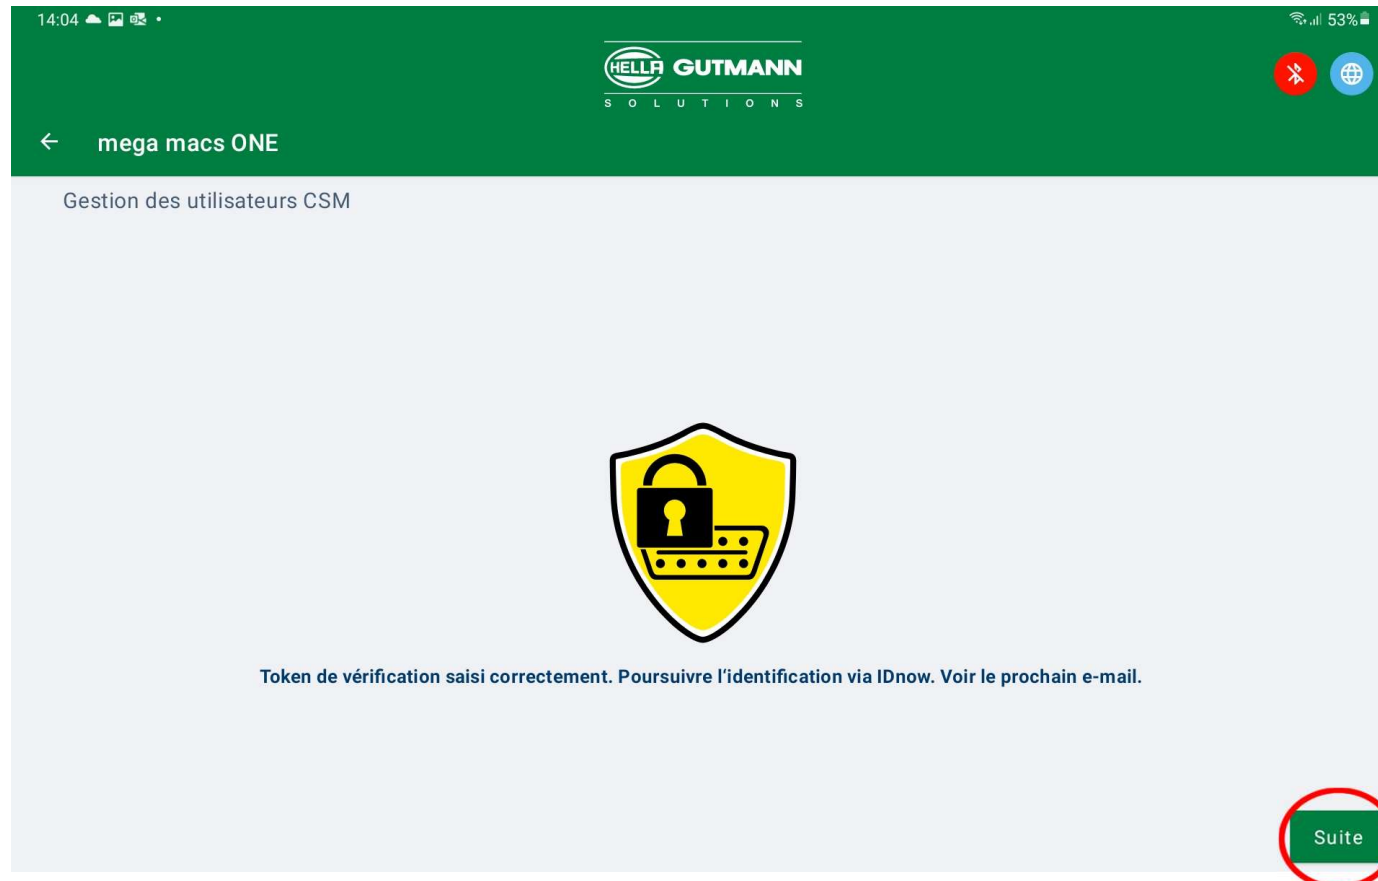 14:04
53%
HELLA GUTMANN
SOLUTIONS
mega macs ONE
Gestion des utilisateurs CSM
Token de vérification saisi correctement. Poursuivre l‘identification via IDnow. Voir le prochain e-mail.
Suite